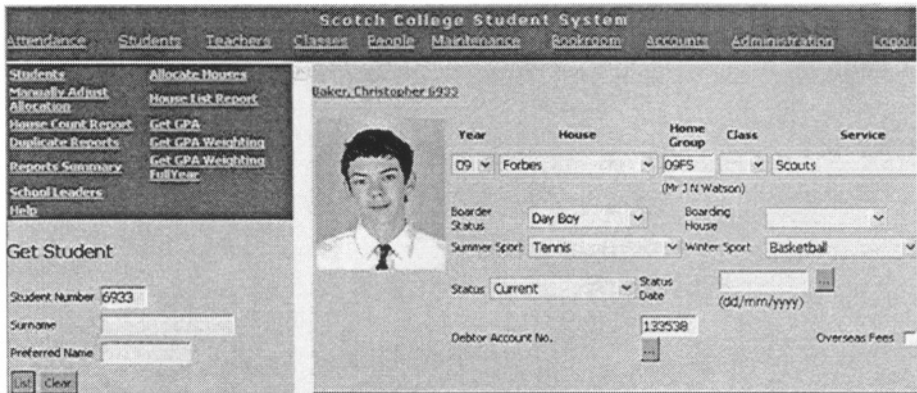 Scotch College Student System
Attendance Students Teachers Classes People Maintenance Bookroom Accounts Administration Logout
Students Allocate Houses
Manually Adjust Allocation House List Report
House Count Report Get GPA
Duplicate Reports Get GPA Weighting
Reports Summary Get GPA Weighting FullYear
School Leaders
Help
Get Student
Student Number 6933
Surname
Preferred Name
List Clear
Baker, Christopher 6933
Year House Home Group Class Service
09 Forbes 09F5 Scouts
(Mr J N Watson)
Boarder Status Day Boy Boarding House
Summer Sport Tennis Winter Sport Basketball
Status Current Status Date
(dd/mm/yyyy)
Debtor Account No. 133538 Overseas Fees
...